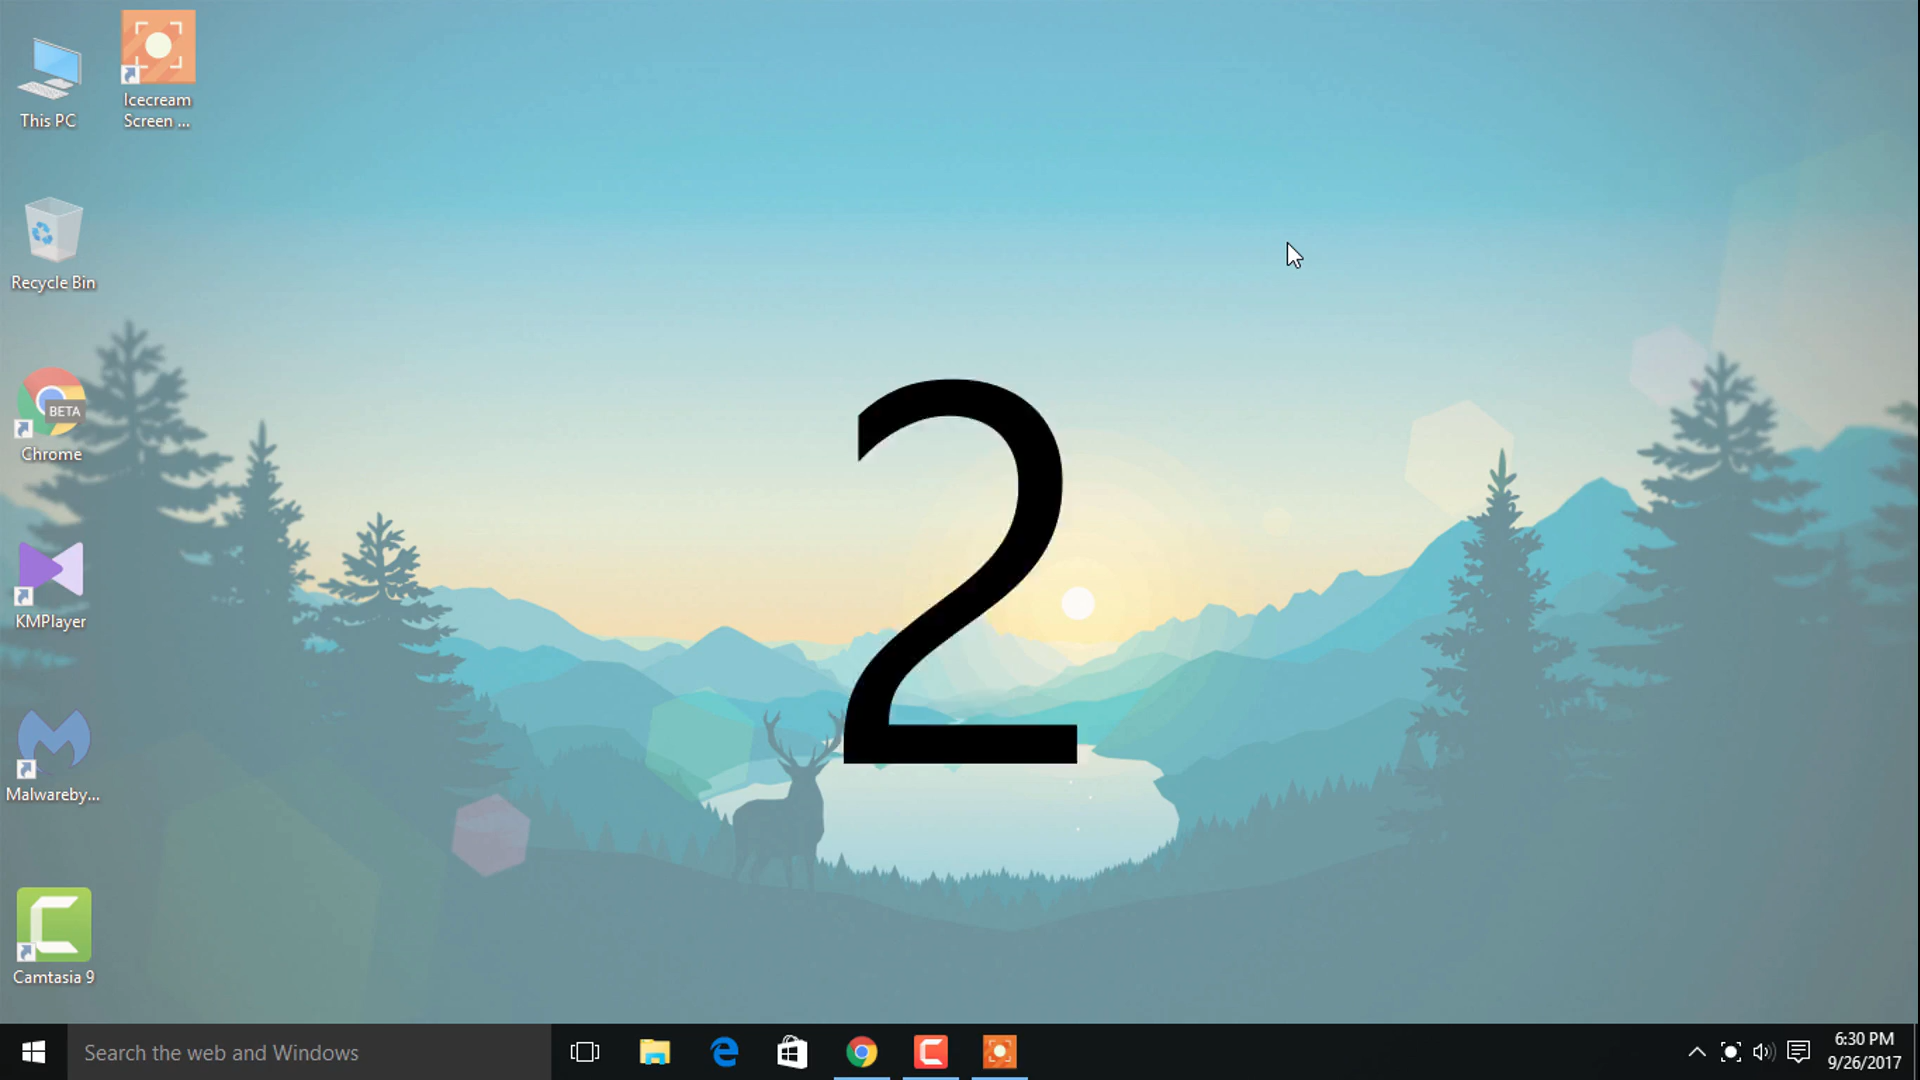 This PC
Icecream
Screen ...
Recycle Bin
BETA
Chrome
KMPlayer
Malwareby...
Camtasia 9
2
Search the web and Windows
6:30 PM
9/26/2017